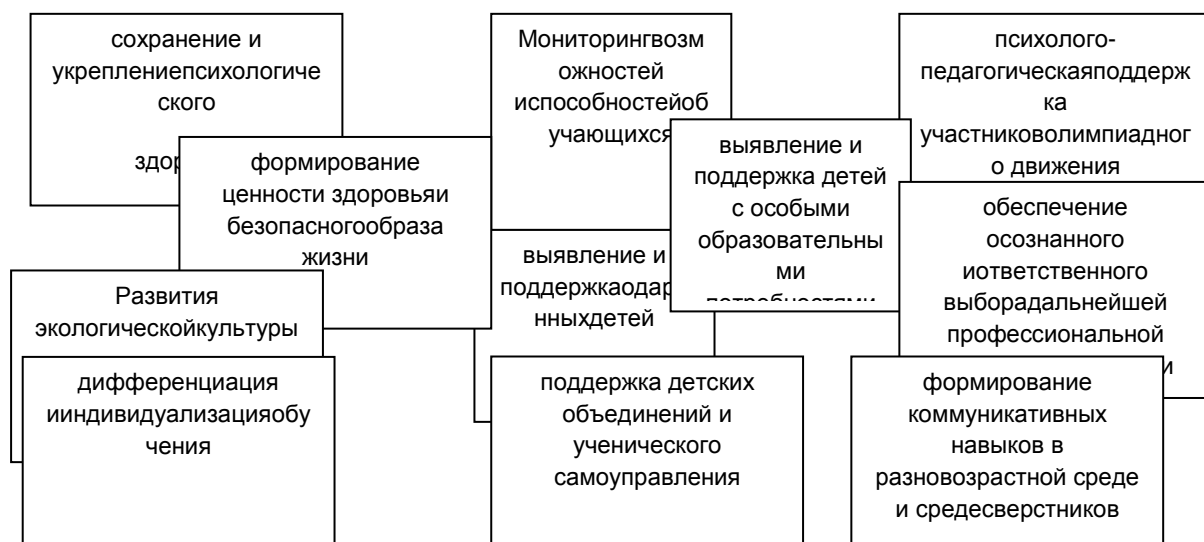 сохранение и
укреплениепсихологиче
ского
Мониторингвозм
ожностей
испособностейоб
учающихся
психолого-
педагогическаяподдерж
ка
участниковолимпиадног
о движения
формирование
ценности здоровьяи
безопасногообраза
жизни
выявление и
поддержка детей
с особыми
образовательны
ми
потребностями
обеспечение
осознанного
иответственного
выборадальнейшей
профессиональной
выявление и
нныхдетей
Развития
экологическойкультуры
дифференциация
ииндивидуализацияобу
чения
поддержка детских
объединений и
ученического
самоуправления
формирование
коммуникативных
навыков в
разновозрастной среде
и средесверстников